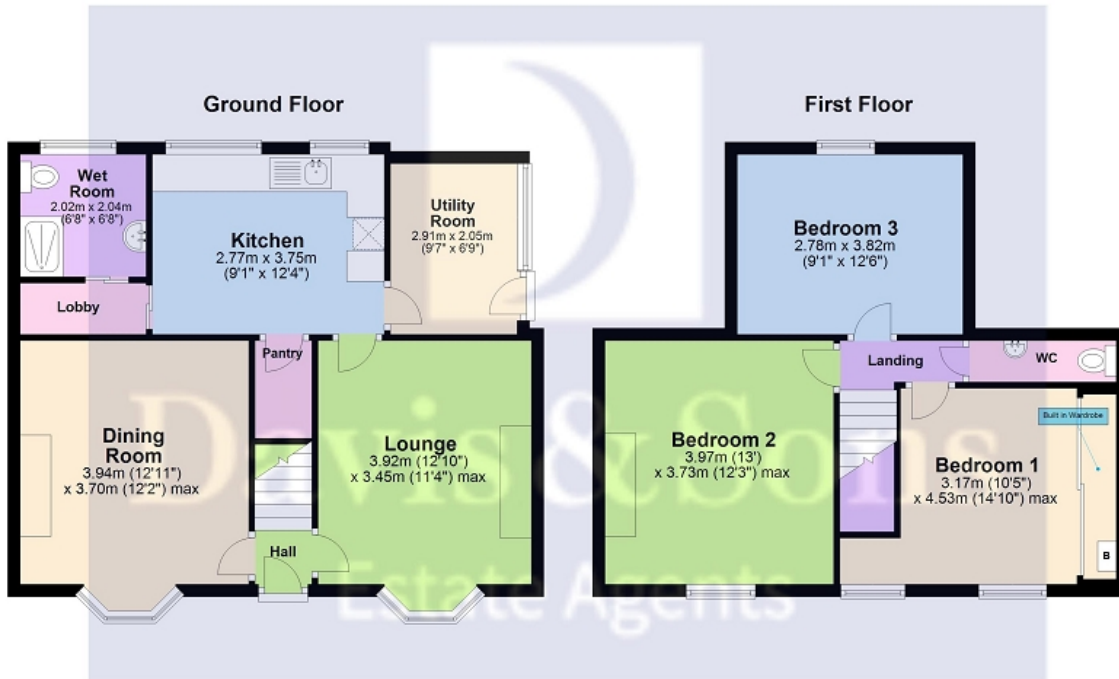 Ground Floor
First Floor
Wet
Room
2.02m x 2.04m
(6'8" x 6'8")
Kitchen
2.77m x 3.75m
(9'1" x 12'4")
Utility
Room
2.91m x 2.05m
(9'7" x 6'9")
Lobby
Pantry
Dining
Room
3.94m (12'11")
x 3.70m (12'2") max
Lounge
3.92m (12'10")
x 3.45m (11'4") max
Hall
Bedroom 3
2.78m x 3.82m
(9'1" x 12'6")
Landing
WC
Bedroom 2
3.97m (13')
x 3.73m (12'3") max
Built in Wardrobe
Bedroom 1
3.17m (10'5")
x 4.53m (14'10") max
B
Davis & Sons
Estate Agents